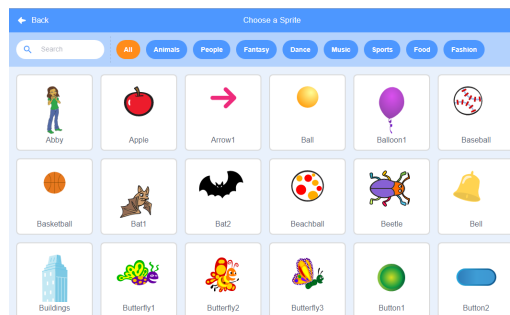 Back
Choose a Sprite
Search
All Animals People Fantasy Dance Music Sports Food Fashion
Abby Apple Arrow1 Ball Balloon1 Baseball
Basketball Bat1 Bat2 Beachball Beetle Bell
Buildings Butterfly1 Butterfly2 Butterfly3 Button1 Button2